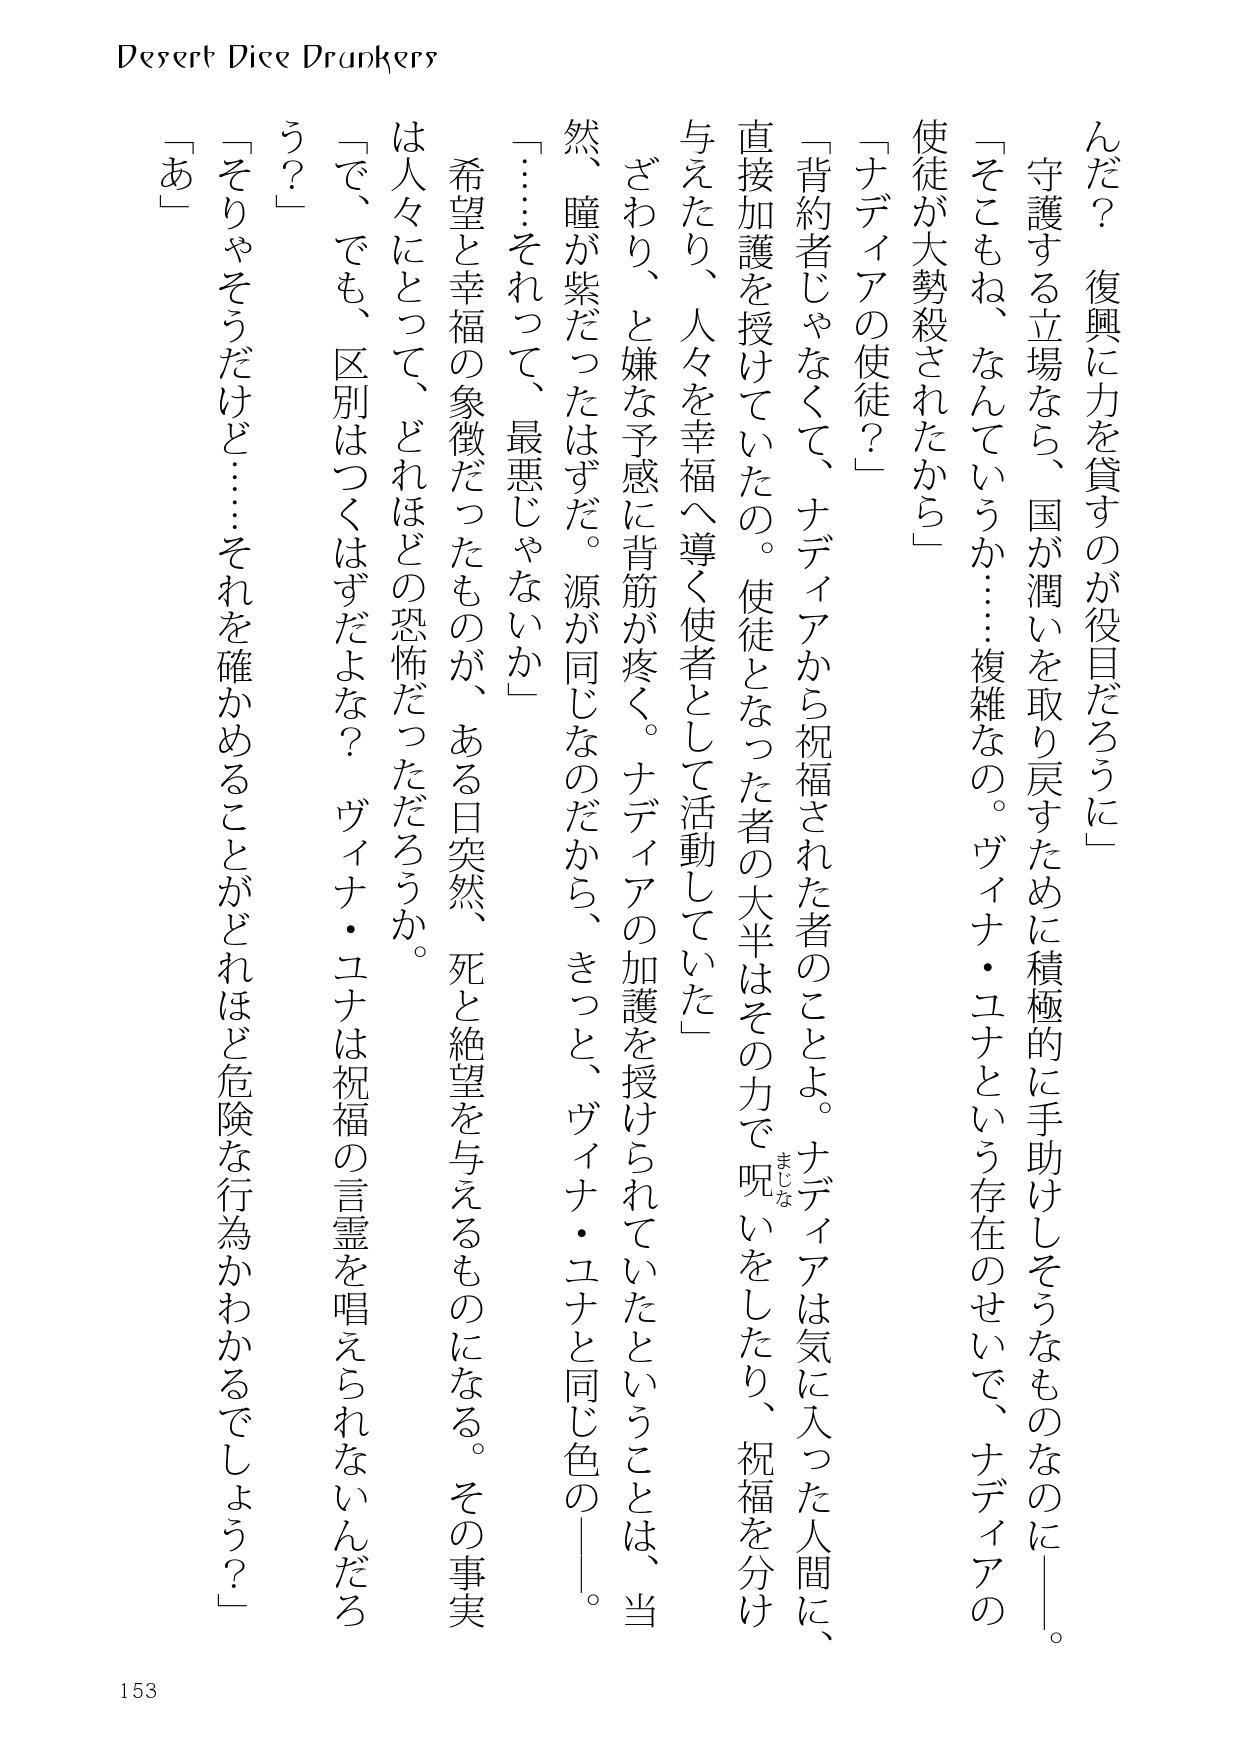 Desert Dice Drunkers
んだ？　復興に力を貸すのが役目だろうに」
　守護する立場なら、国が潤いを取り戻すために積極的に手助けしそうなものなのに――。
「そこもね、なんていうか……複雑なの。ヴィナ・ユナという存在のせいで、ナディアの
使徒が大勢殺されたから」
「ナディアの使徒？」
「背約者じゃなくて、ナディアから祝福された者のことよ。ナディアは気に入った人間に、
直接加護を授けていたの。使徒となった者の大半はその力で呪いをしたり、祝福を分け
まじな
与えたり、人々を幸福へ導く使者として活動していた」
　ざわり、と嫌な予感に背筋が疼く。ナディアの加護を授けられていたということは、当
然、瞳が紫だったはずだ。源が同じなのだから、きっと、ヴィナ・ユナと同じ色の――。
「……それって、最悪じゃないか」
　希望と幸福の象徴だったものが、ある日突然、死と絶望を与えるものになる。その事実
は人々にとって、どれほどの恐怖だっただろうか。
「で、でも、区別はつくはずだよな？　ヴィナ・ユナは祝福の言霊を唱えられないんだろ
う？」
「そりゃそうだけど……それを確かめることがどれほど危険な行為かわかるでしょう？」
「あ」
153